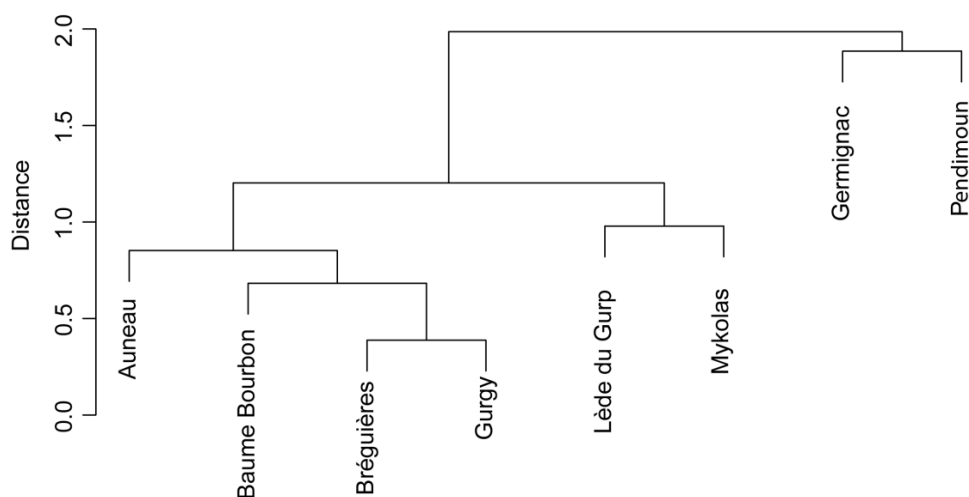 Distance
2.0
1.5
1.0
0.5
0.0
Auneau
Baume Bourbon
Bréguières
Gurgy
Lède du Gurp
Mykolas
Germignac
Pendimoun